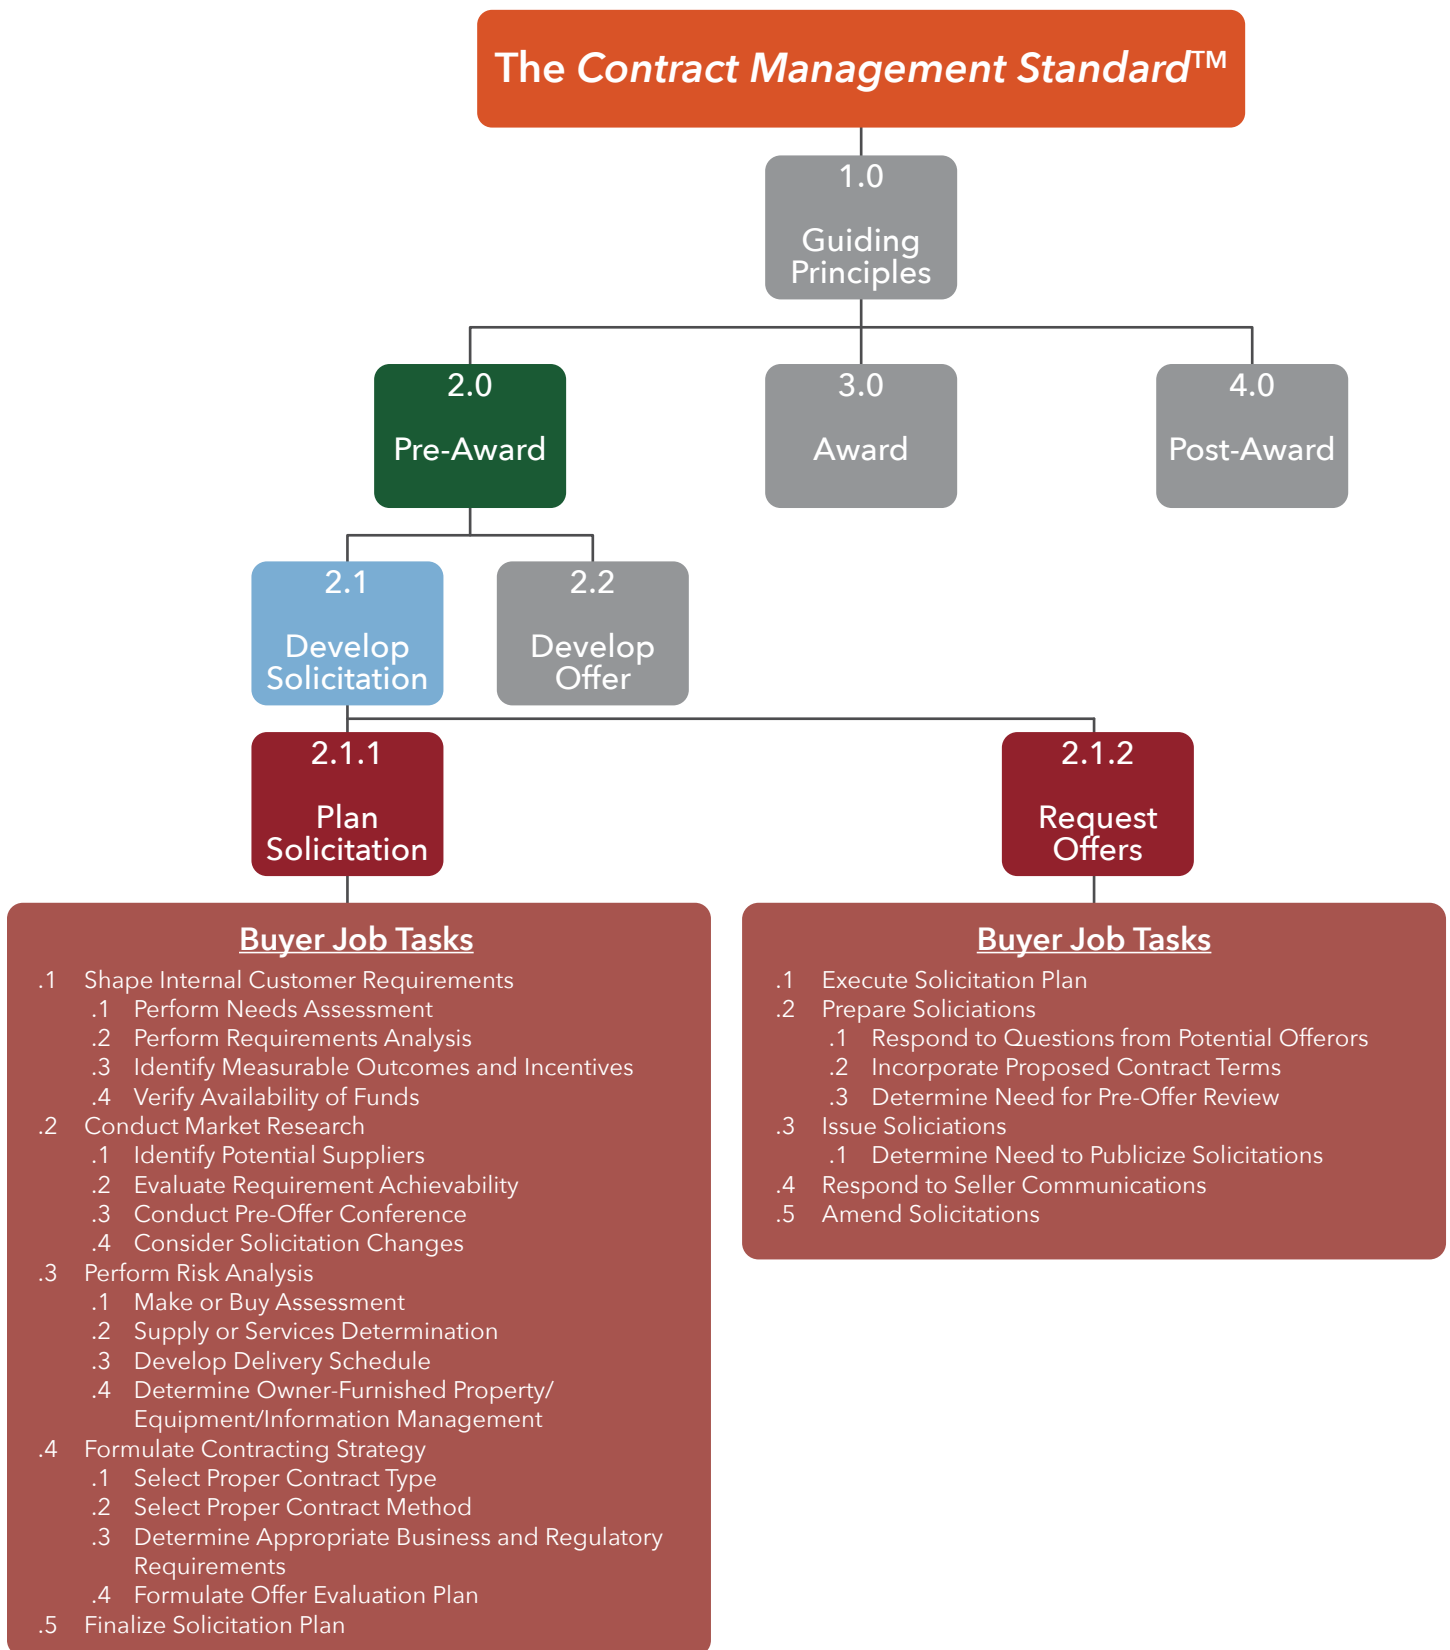 The Contract Management Standard™
1.0
Guiding
Principles
2.0
Pre-Award
3.0
Award
4.0
Post-Award
2.1
Develop
Solicitation
2.2
Develop
Offer
2.1.1
Plan
Solicitation
2.1.2
Request
Offers
Buyer Job Tasks
.1 Shape Internal Customer Requirements
.1 Perform Needs Assessment
.2 Perform Requirements Analysis
.3 Identify Measurable Outcomes and Incentives
.4 Verify Availability of Funds
.2 Conduct Market Research
.1 Identify Potential Suppliers
.2 Evaluate Requirement Achievability
.3 Conduct Pre-Offer Conference
.4 Consider Solicitation Changes
.3 Perform Risk Analysis
.1 Make or Buy Assessment
.2 Supply or Services Determination
.3 Develop Delivery Schedule
.4 Determine Owner-Furnished Property/
Equipment/Information Management
.4 Formulate Contracting Strategy
.1 Select Proper Contract Type
.2 Select Proper Contract Method
.3 Determine Appropriate Business and Regulatory
Requirements
.4 Formulate Offer Evaluation Plan
.5 Finalize Solicitation Plan
Buyer Job Tasks
.1 Execute Solicitation Plan
.2 Prepare Soliciations
.1 Respond to Questions from Potential Offerors
.2 Incorporate Proposed Contract Terms
.3 Determine Need for Pre-Offer Review
.3 Issue Soliciations
.1 Determine Need to Publicize Solicitations
.4 Respond to Seller Communications
.5 Amend Solicitations